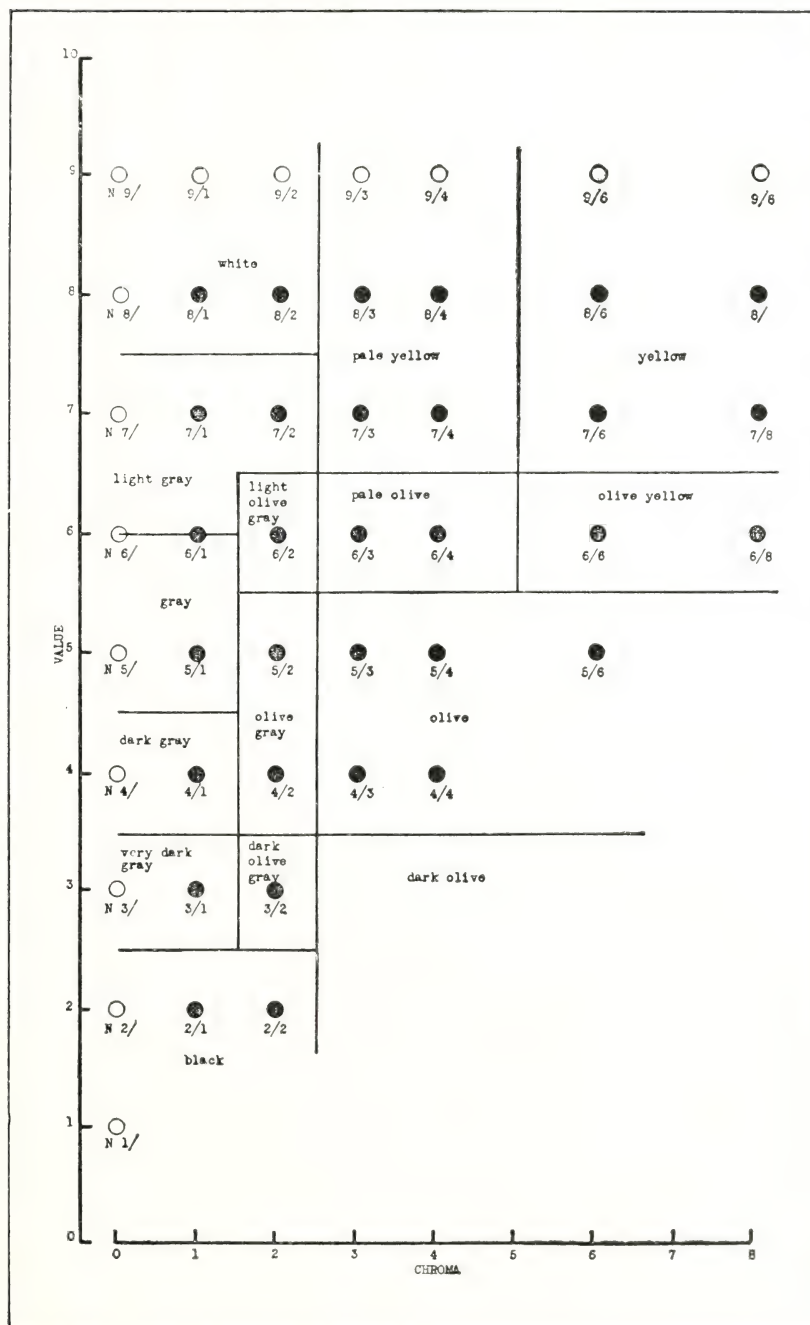 10
9
N 9/ 9/1 9/2 9/3 9/4 9/6 9/8
white
8
N 8/ 8/1 8/2 8/3 8/4 8/6 8/
pale yellow yellow
7
N 7/ 7/1 7/2 7/3 7/4 7/6 7/8
light gray
light
olive
gray
pale olive
olive yellow
6
N 6/ 6/1 6/2 6/3 6/4 6/6 6/8
gray
VALUE
5
N 5/ 5/1 5/2 5/3 5/4 5/6
olive
gray
olive
dark gray
4
N 4/ 4/1 4/2 4/3 4/4
very dark
gray
dark
olive
gray
dark olive
3
N 3/ 3/1 3/2
2
N 2/ 2/1 2/2
black
1
N 1/
0
0 1 2 3 4 5 6 7 8
CHROMA